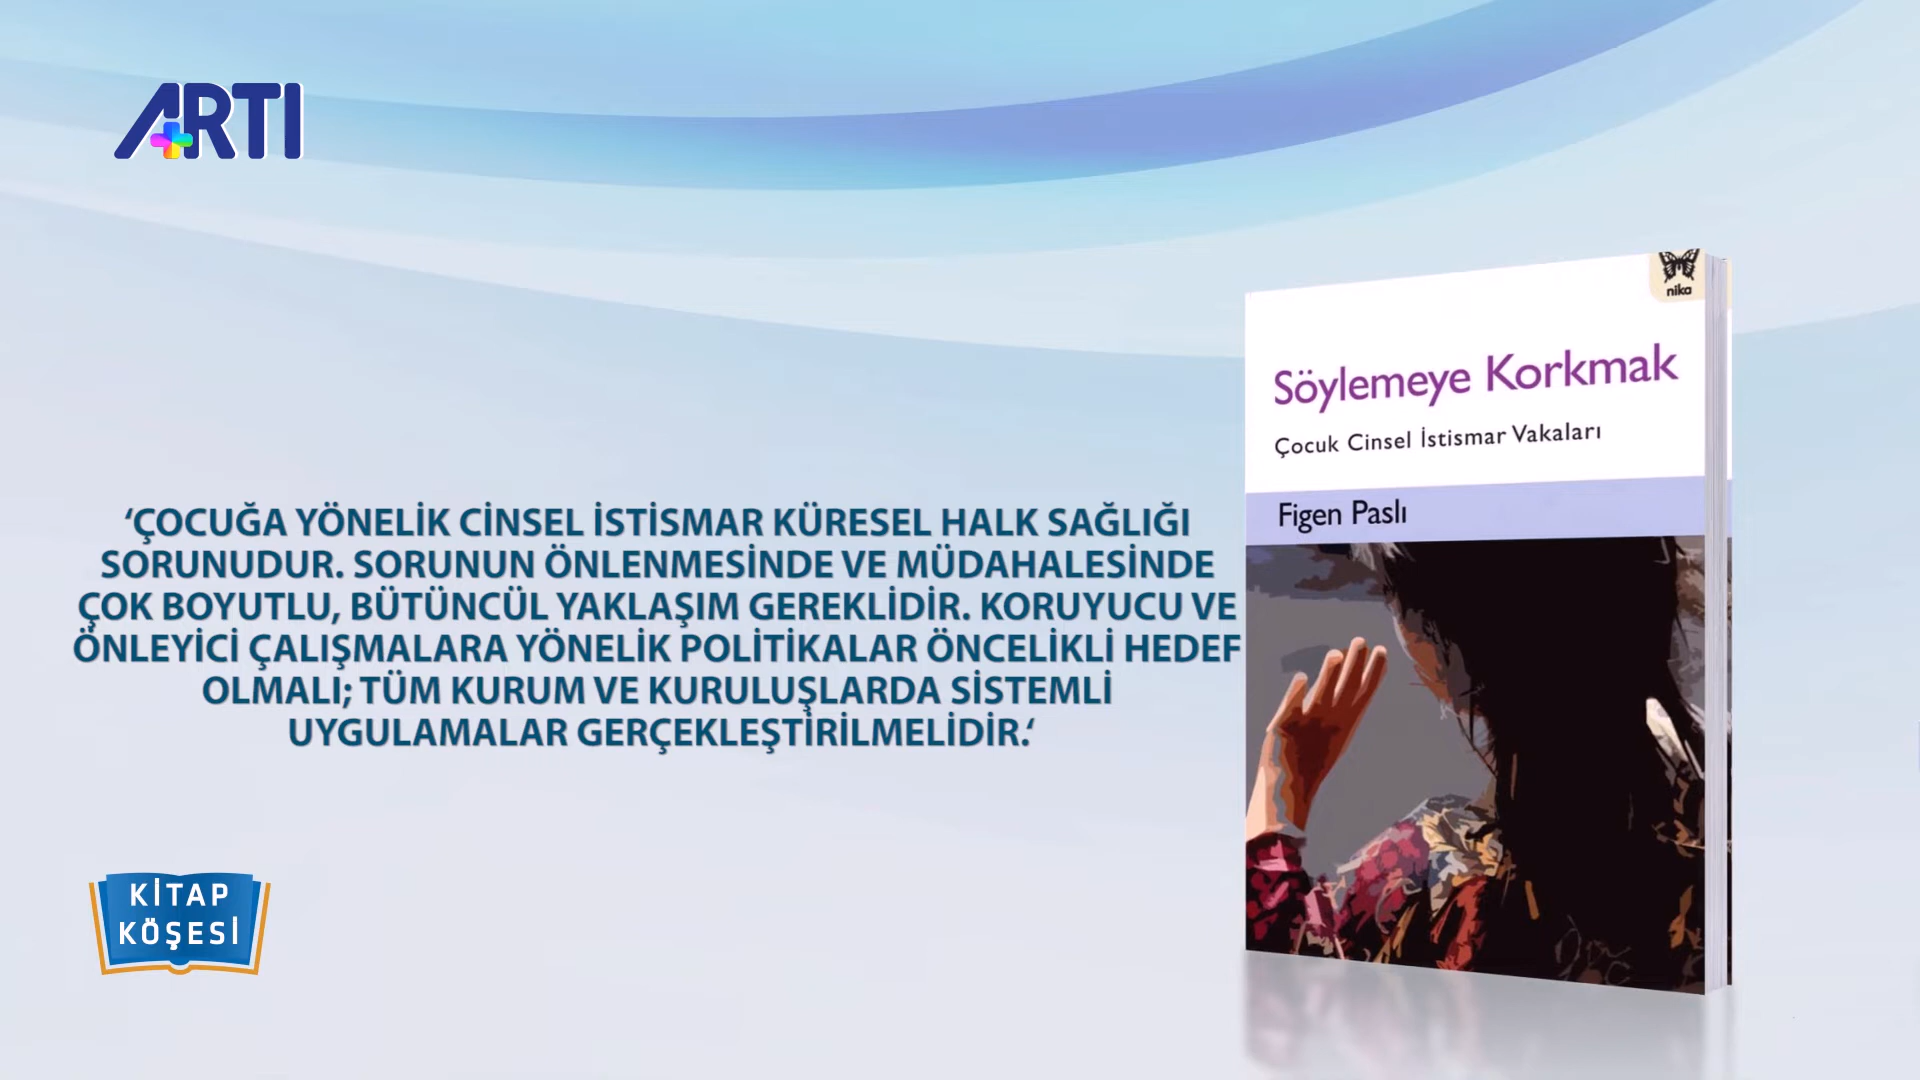 ARTI
nika
Söylemeye Korkmak
Çocuk Cinsel İstismar Vakaları
Figen Paslı
‘ÇOCUĞA YÖNELİK CİNSEL İSTİSMAR KÜRESEL HALK SAĞLIĞI
SORUNUDUR. SORUNUN ÖNLENMESİNDE VE MÜDAHALESİNDE
ÇOK BOYUTLU, BÜTÜNCÜL YAKLAŞIM GEREKLİDİR. KORUYUCU VE
ÖNLEYİCİ ÇALIŞMALARA YÖNELİK POLİTİKALAR ÖNCELİKLİ HEDEF
OLMALI; TÜM KURUM VE KURULUŞLARDA SİSTEMLİ
UYGULAMALAR GERÇEKLEŞTİRİLMELİDİR.‘
KİTAP
KÖŞESİ